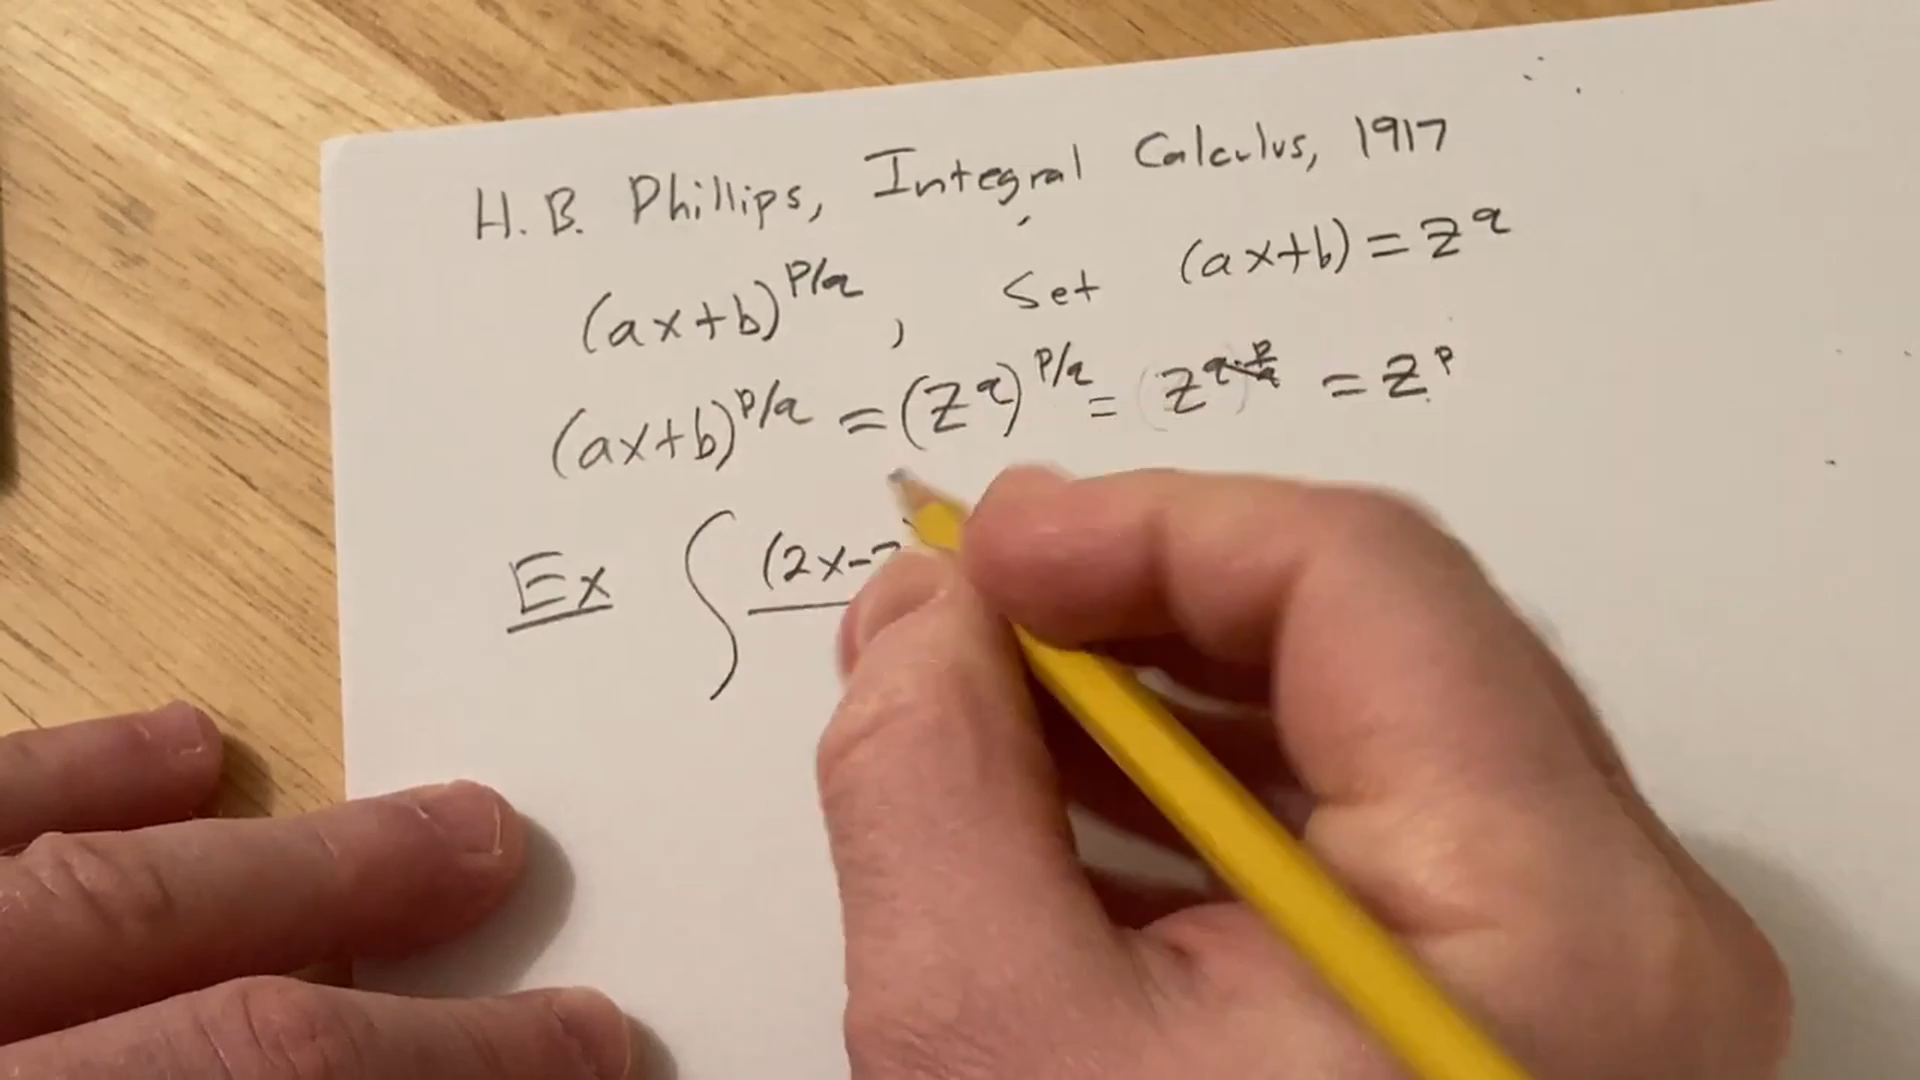 H. B. Phillips, Integral Calculus, 1917
(ax+b)^{p/q}, Set (ax+b) = z^q
(ax+b)^{p/q} = (z^q)^{p/q} = z^{q·p/q} = z^p
Ex ∫ (2x-